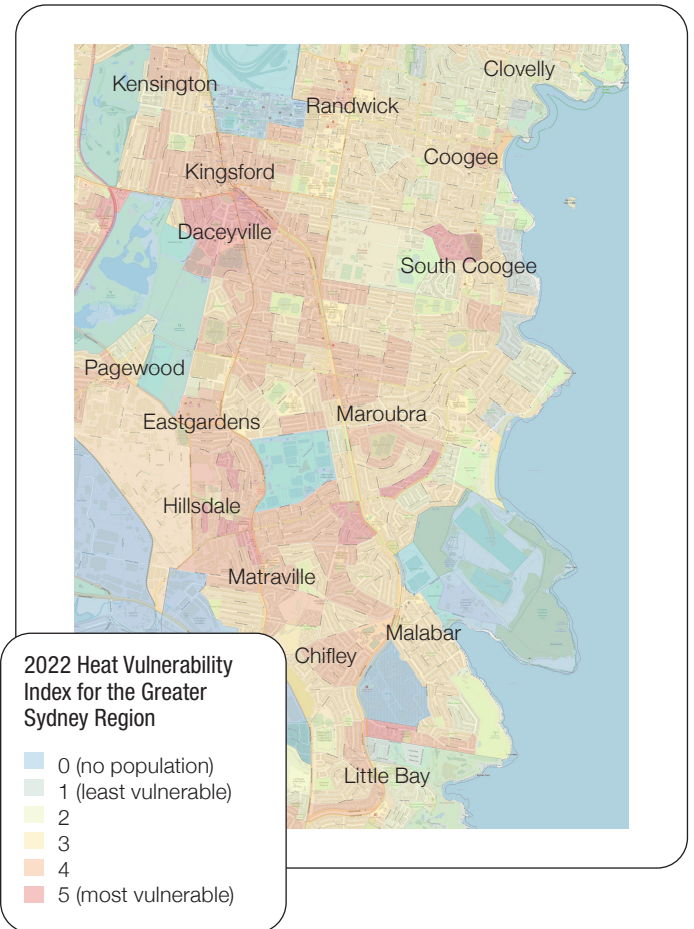 Clovelly
Kensington
Randwick
Coogee
Kingsford
Daceyville
South Coogee
Pagewood
Maroubra
Eastgardens
Hillsdale
Matraville
Malabar
Chifley
Little Bay
2022 Heat Vulnerability
Index for the Greater
Sydney Region
0 (no population)
1 (least vulnerable)
2
3
4
5 (most vulnerable)